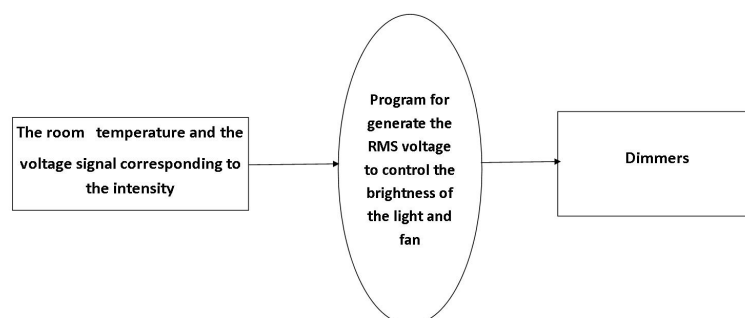 The room temperature and the
voltage signal corresponding to
the intensity
Program for
generate the
RMS voltage
to control the
brightness of
the light and
fan
Dimmers